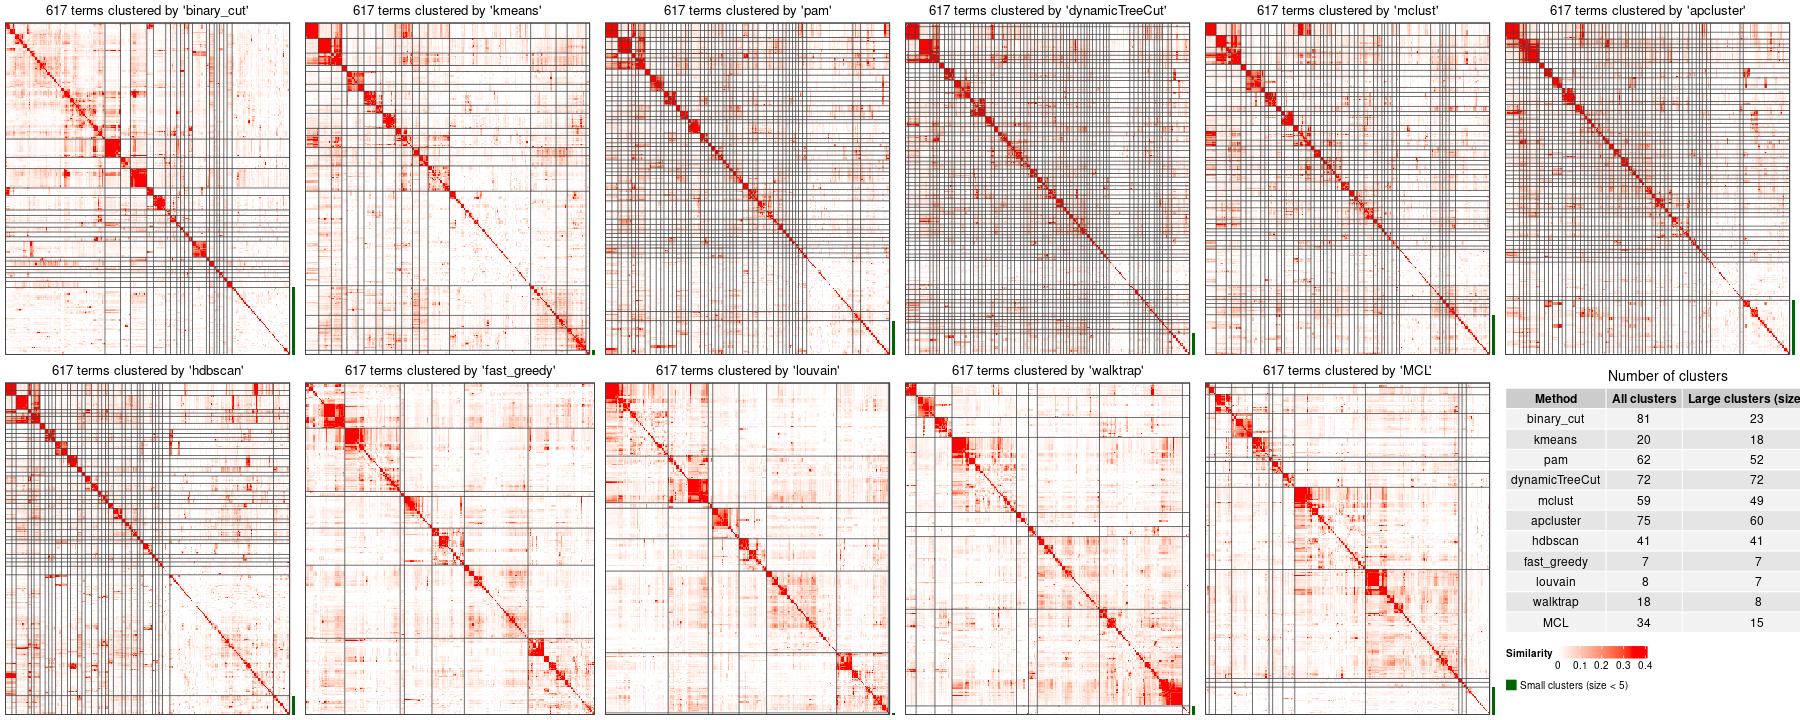 617 terms clustered by 'binary_cut'
617 terms clustered by 'kmeans'
617 terms clustered by 'pam'
617 terms clustered by 'dynamicTreeCut'
617 terms clustered by 'mclust'
617 terms clustered by 'apcluster'
617 terms clustered by 'hdbscan'
617 terms clustered by 'fast_greedy'
617 terms clustered by 'louvain'
617 terms clustered by 'walktrap'
617 terms clustered by 'MCL'
Number of clusters
Method All clusters Large clusters (size
binary_cut 81 23
kmeans 20 18
pam 62 52
dynamicTreeCut 72 72
mclust 59 49
apcluster 75 60
hdbscan 41 41
fast_greedy 7 7
louvain 8 7
walktrap 18 8
MCL 34 15
Similarity
0 0.1 0.2 0.3 0.4
Small clusters (size < 5)